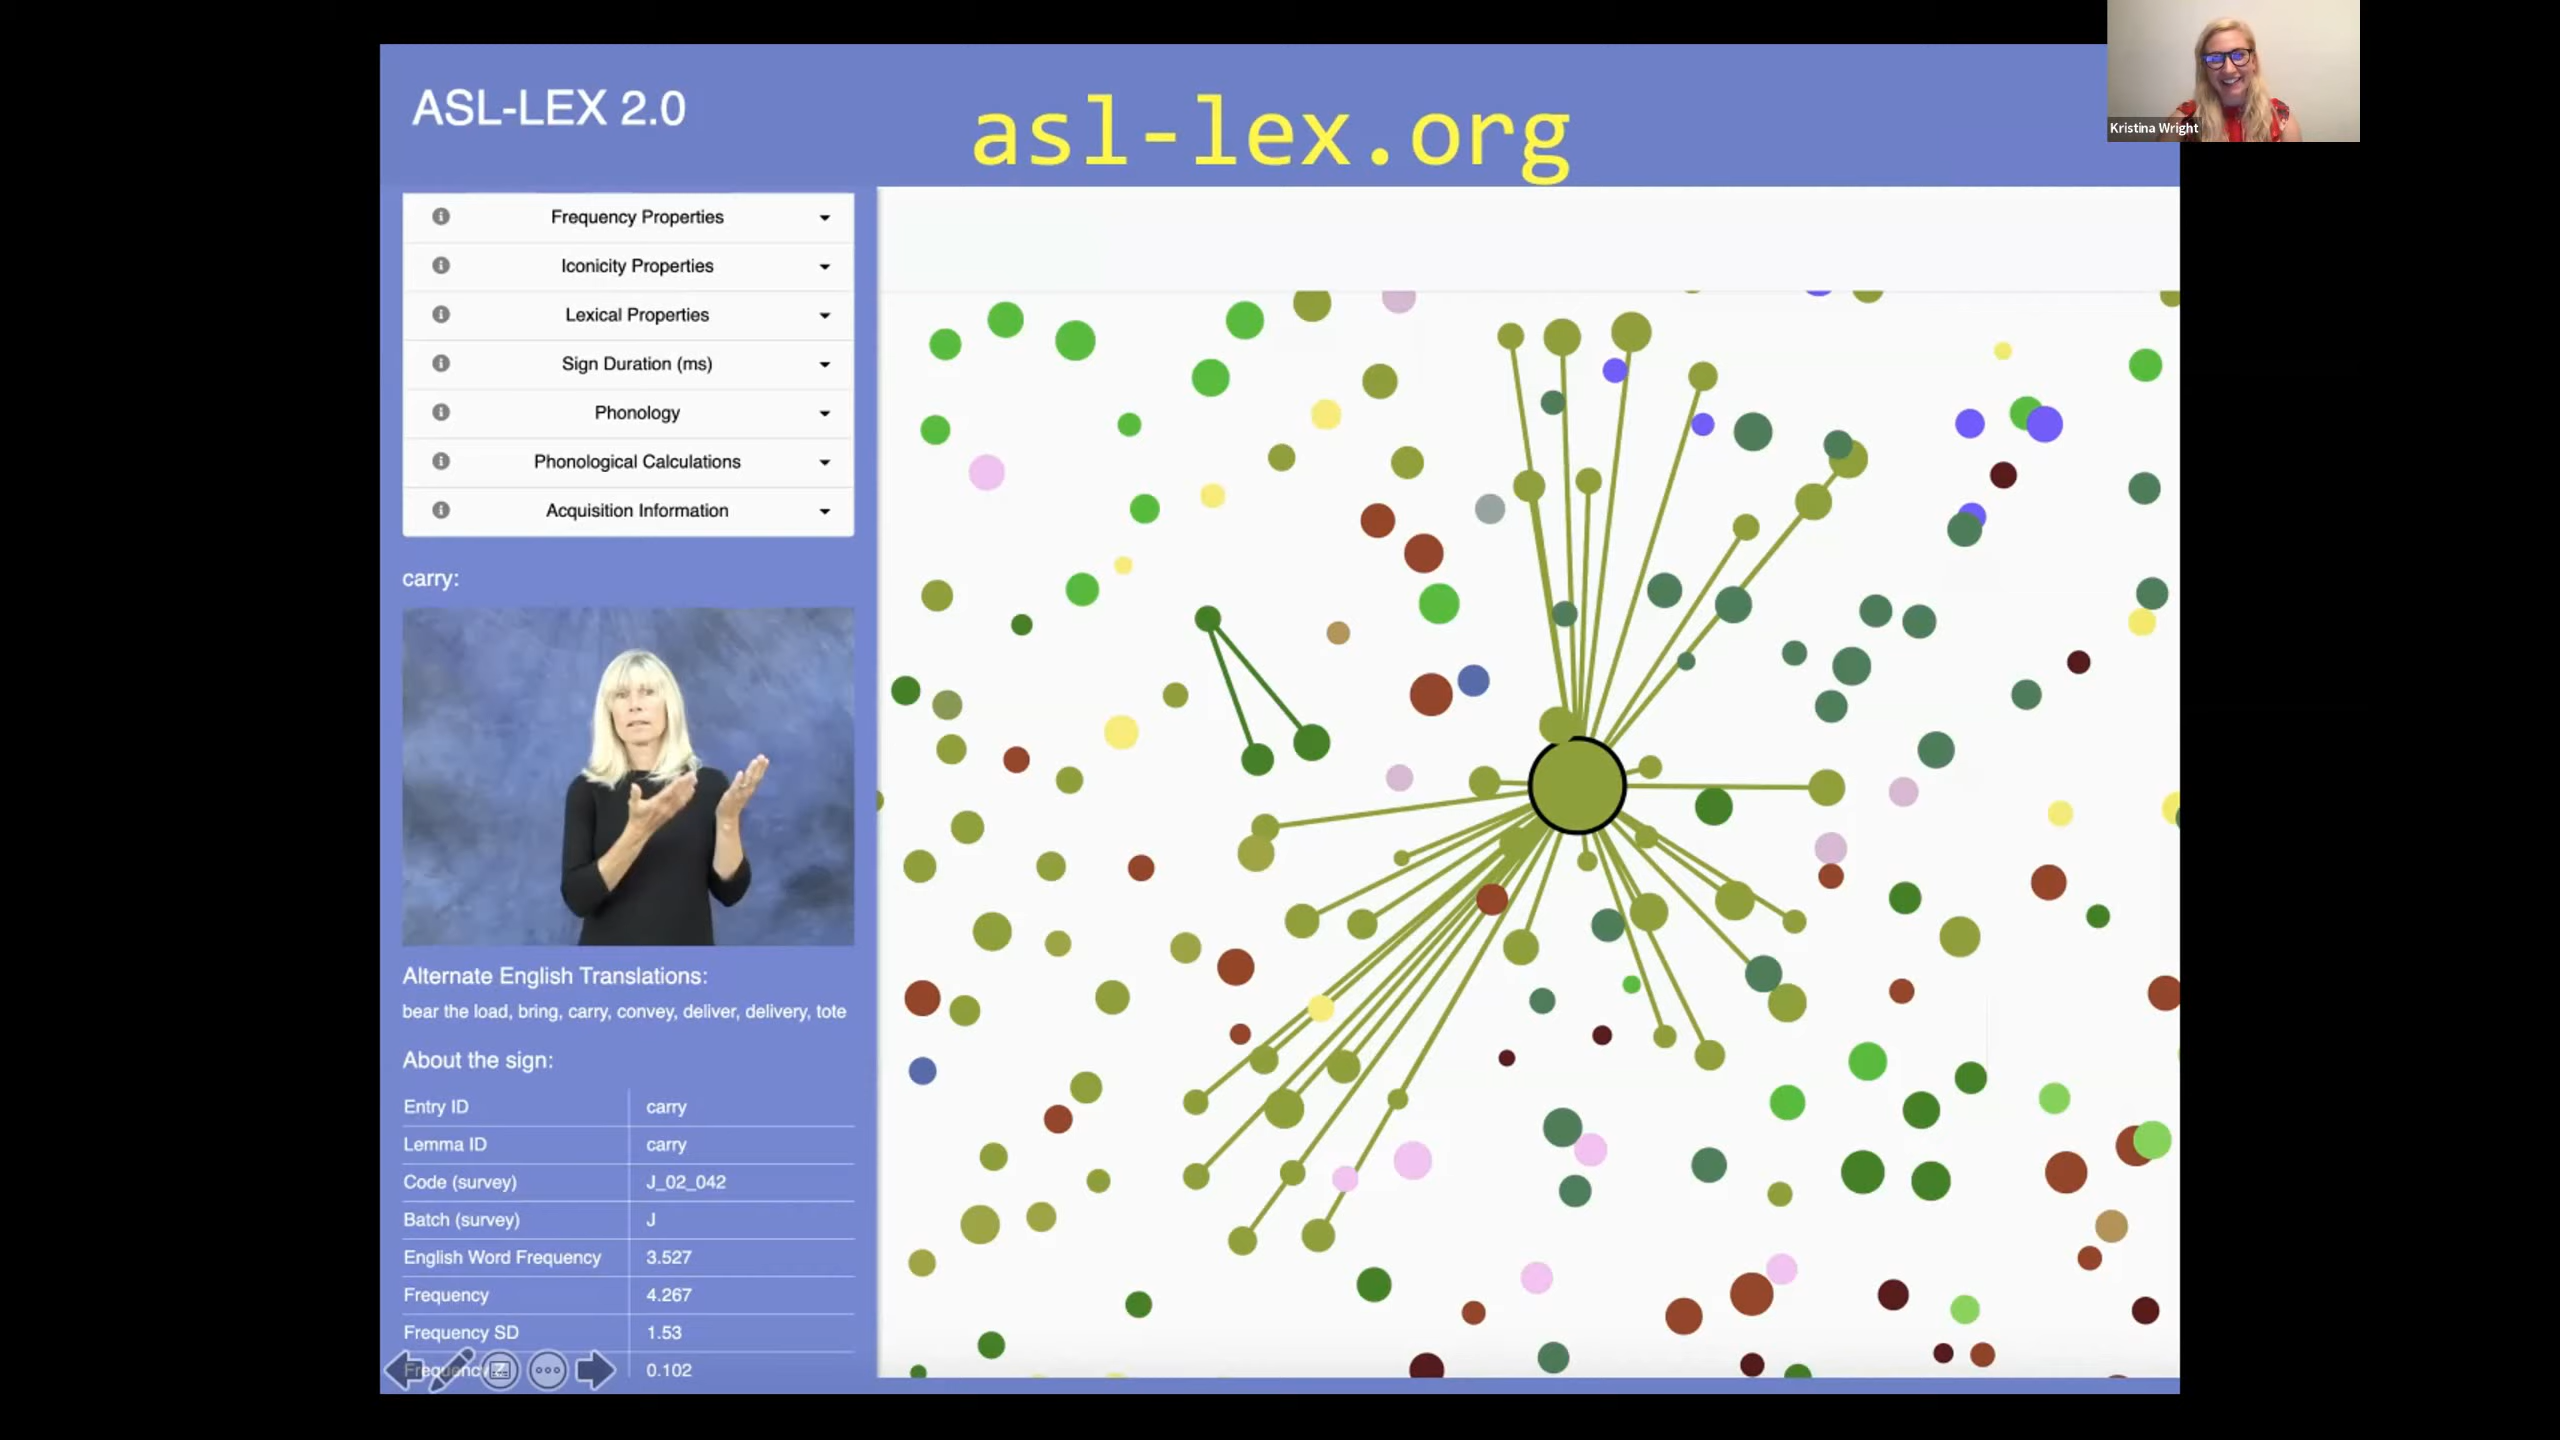 ASL-LEX 2.0
asl-lex.org
Kristina Wright
Frequency Properties
Iconicity Properties
Lexical Properties
Sign Duration (ms)
Phonology
Phonological Calculations
Acquisition Information
carry:
Alternate English Translations:
bear the load, bring, carry, convey, deliver, delivery, tote
About the sign:
Entry ID carry
Lemma ID carry
Code (survey) J_02_042
Batch (survey) J
English Word Frequency 3.527
Frequency 4.267
Frequency SD 1.53
0.102